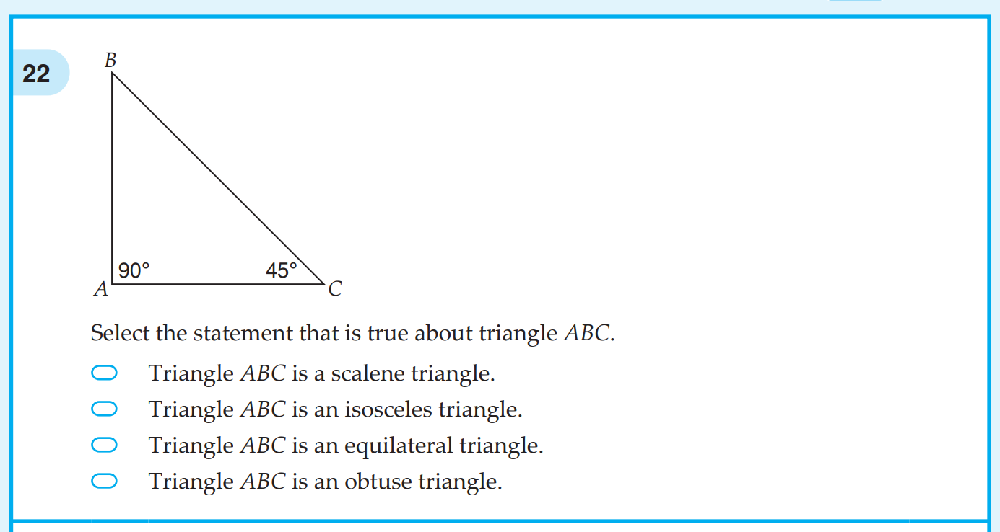 22
B
90°
45°
A
C
Select the statement that is true about triangle ABC.
Triangle ABC is a scalene triangle.
Triangle ABC is an isosceles triangle.
Triangle ABC is an equilateral triangle.
Triangle ABC is an obtuse triangle.